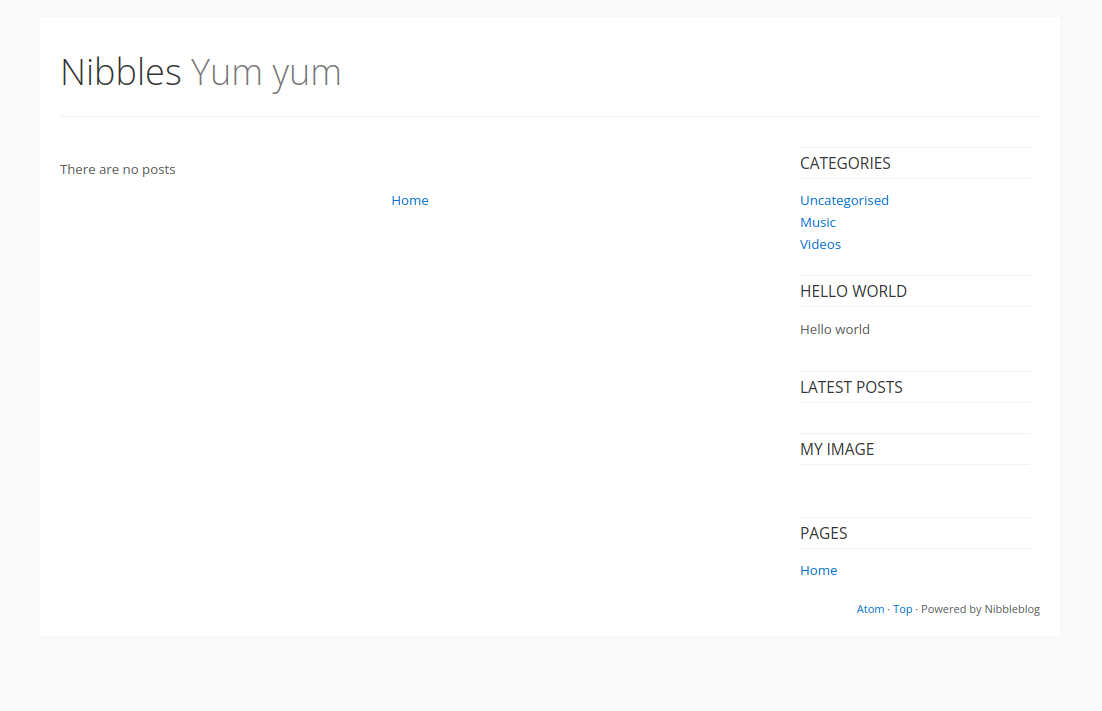 Nibbles Yum yum
There are no posts
Home
CATEGORIES
Uncategorised
Music
Videos
HELLO WORLD
Hello world
LATEST POSTS
MY IMAGE
PAGES
Home
Atom · Top · Powered by Nibbleblog